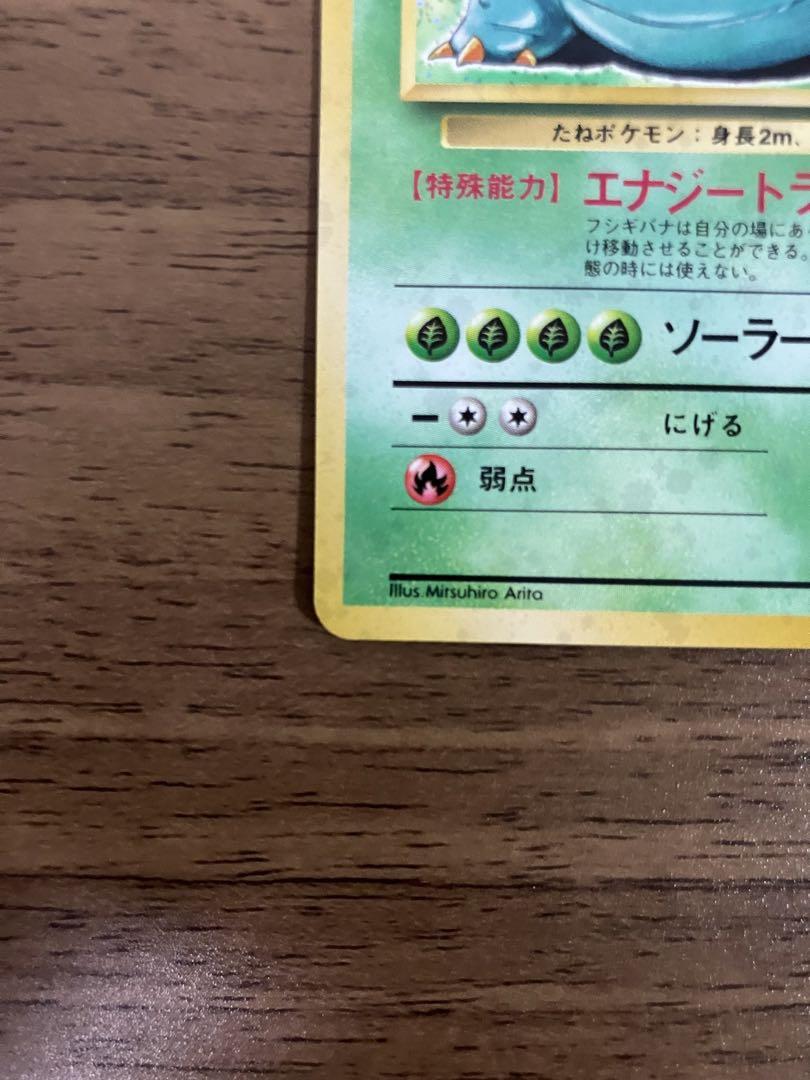 たねポケモン：身長2m、
【特殊能力】 エナジートラ
フシギバナは自分の場にあ
け移動させることができる。
態の時には使えない。
ソーラー
ー にげる
弱点
Illus. Mitsuhiro Arita